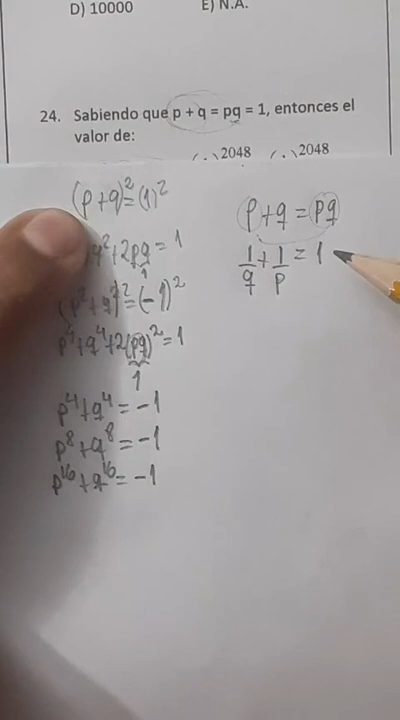 D) 10000 E) N.A.
24. Sabiendo que p + q = pq = 1, entonces el
valor de:
2048 2048
(p+q)²=(1)²
q²+2pq=1
1
(p²+q²)²=(-1)²
p⁴+q⁴+2(pq)²=1
1
p⁴+q⁴=-1
p⁸+q⁸=-1
p¹⁶+q¹⁶=-1
p+q=pq
1/q+1/p=1